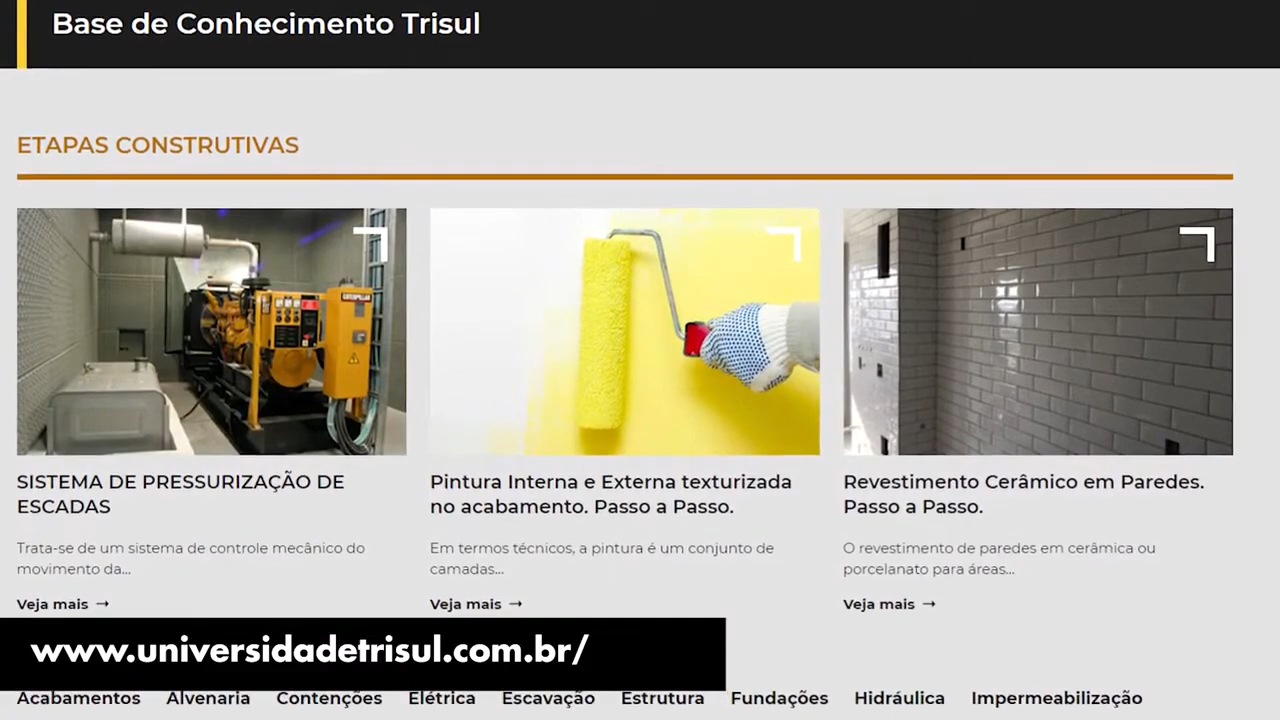 Base de Conhecimento Trisul
ETAPAS CONSTRUTIVAS
CATERPILLAR
SISTEMA DE PRESSURIZAÇÃO DE
ESCADAS
Trata-se de um sistema de controle mecânico do
movimento da...
Veja mais →
Pintura Interna e Externa texturizada
no acabamento. Passo a Passo.
Em termos técnicos, a pintura é um conjunto de
camadas...
Veja mais →
Revestimento Cerâmico em Paredes.
Passo a Passo.
O revestimento de paredes em cerâmica ou
porcelanato para áreas...
Veja mais →
www.universidadetrisul.com.br/
Acabamentos Alvenaria Contenções Elétrica Escavação Estrutura Fundações Hidráulica Impermeabilização